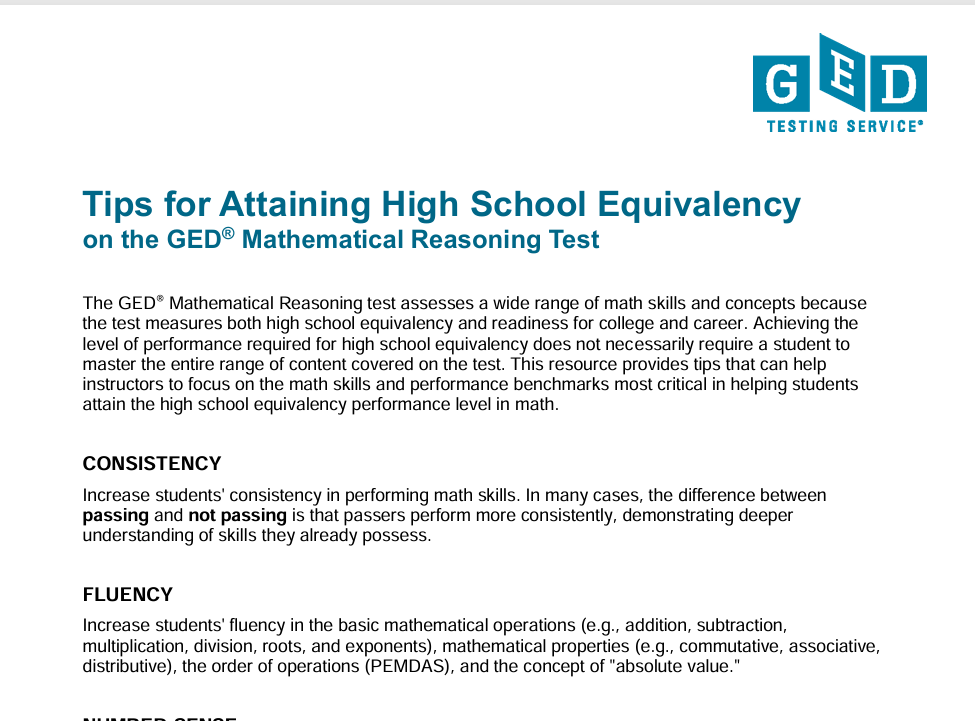 GED
TESTING SERVICE®
Tips for Attaining High School Equivalency
on the GED® Mathematical Reasoning Test
The GED® Mathematical Reasoning test assesses a wide range of math skills and concepts because
the test measures both high school equivalency and readiness for college and career. Achieving the
level of performance required for high school equivalency does not necessarily require a student to
master the entire range of content covered on the test. This resource provides tips that can help
instructors to focus on the math skills and performance benchmarks most critical in helping students
attain the high school equivalency performance level in math.
CONSISTENCY
Increase students' consistency in performing math skills. In many cases, the difference between
passing and not passing is that passers perform more consistently, demonstrating deeper
understanding of skills they already possess.
FLUENCY
Increase students' fluency in the basic mathematical operations (e.g., addition, subtraction,
multiplication, division, roots, and exponents), mathematical properties (e.g., commutative, associative,
distributive), the order of operations (PEMDAS), and the concept of "absolute value."
NUMBER SENSE